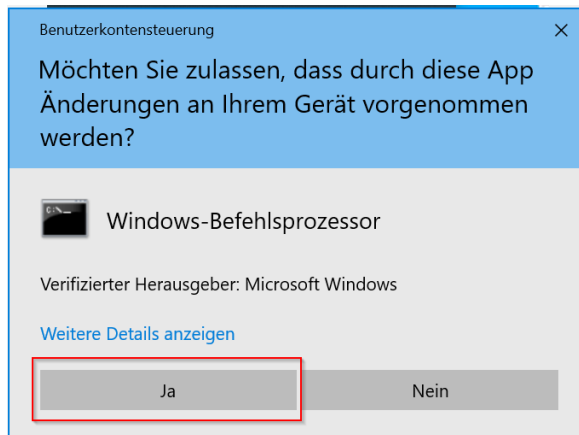 Benutzerkontensteuerung
Möchten Sie zulassen, dass durch diese App
Änderungen an Ihrem Gerät vorgenommen
werden?
C:\_
Windows-Befehlsprozessor
Verifizierter Herausgeber: Microsoft Windows
Weitere Details anzeigen
Ja Nein